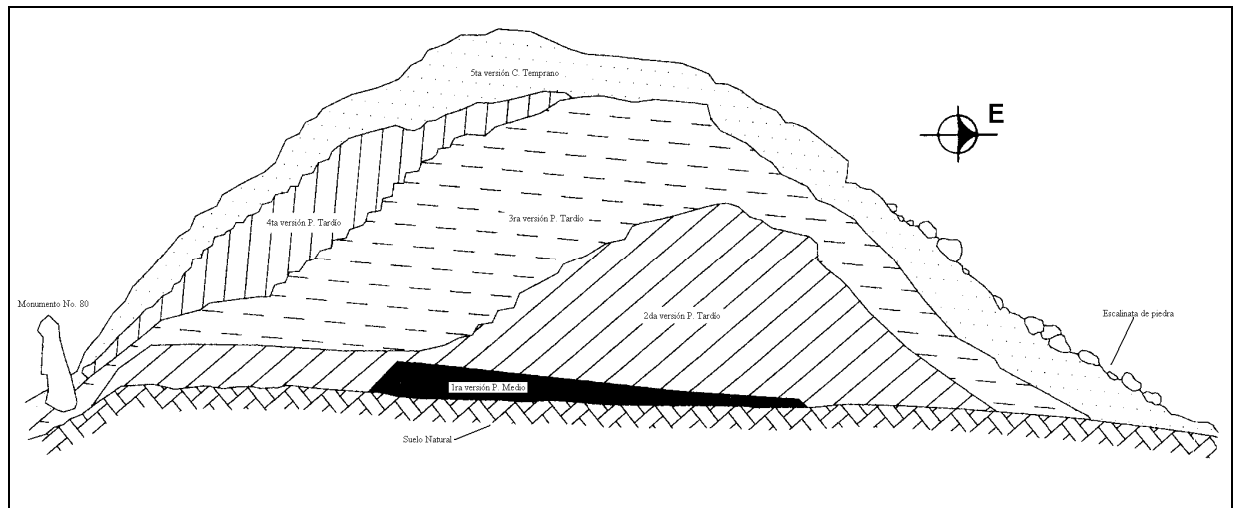 5ta versión C. Temprano
E
4ta versión P. Tardío
3ra versión P. Tardío
Monumento No. 80
2da versión P. Tardío
Escalinata de piedra
1ra versión P. Medio
Suelo Natural